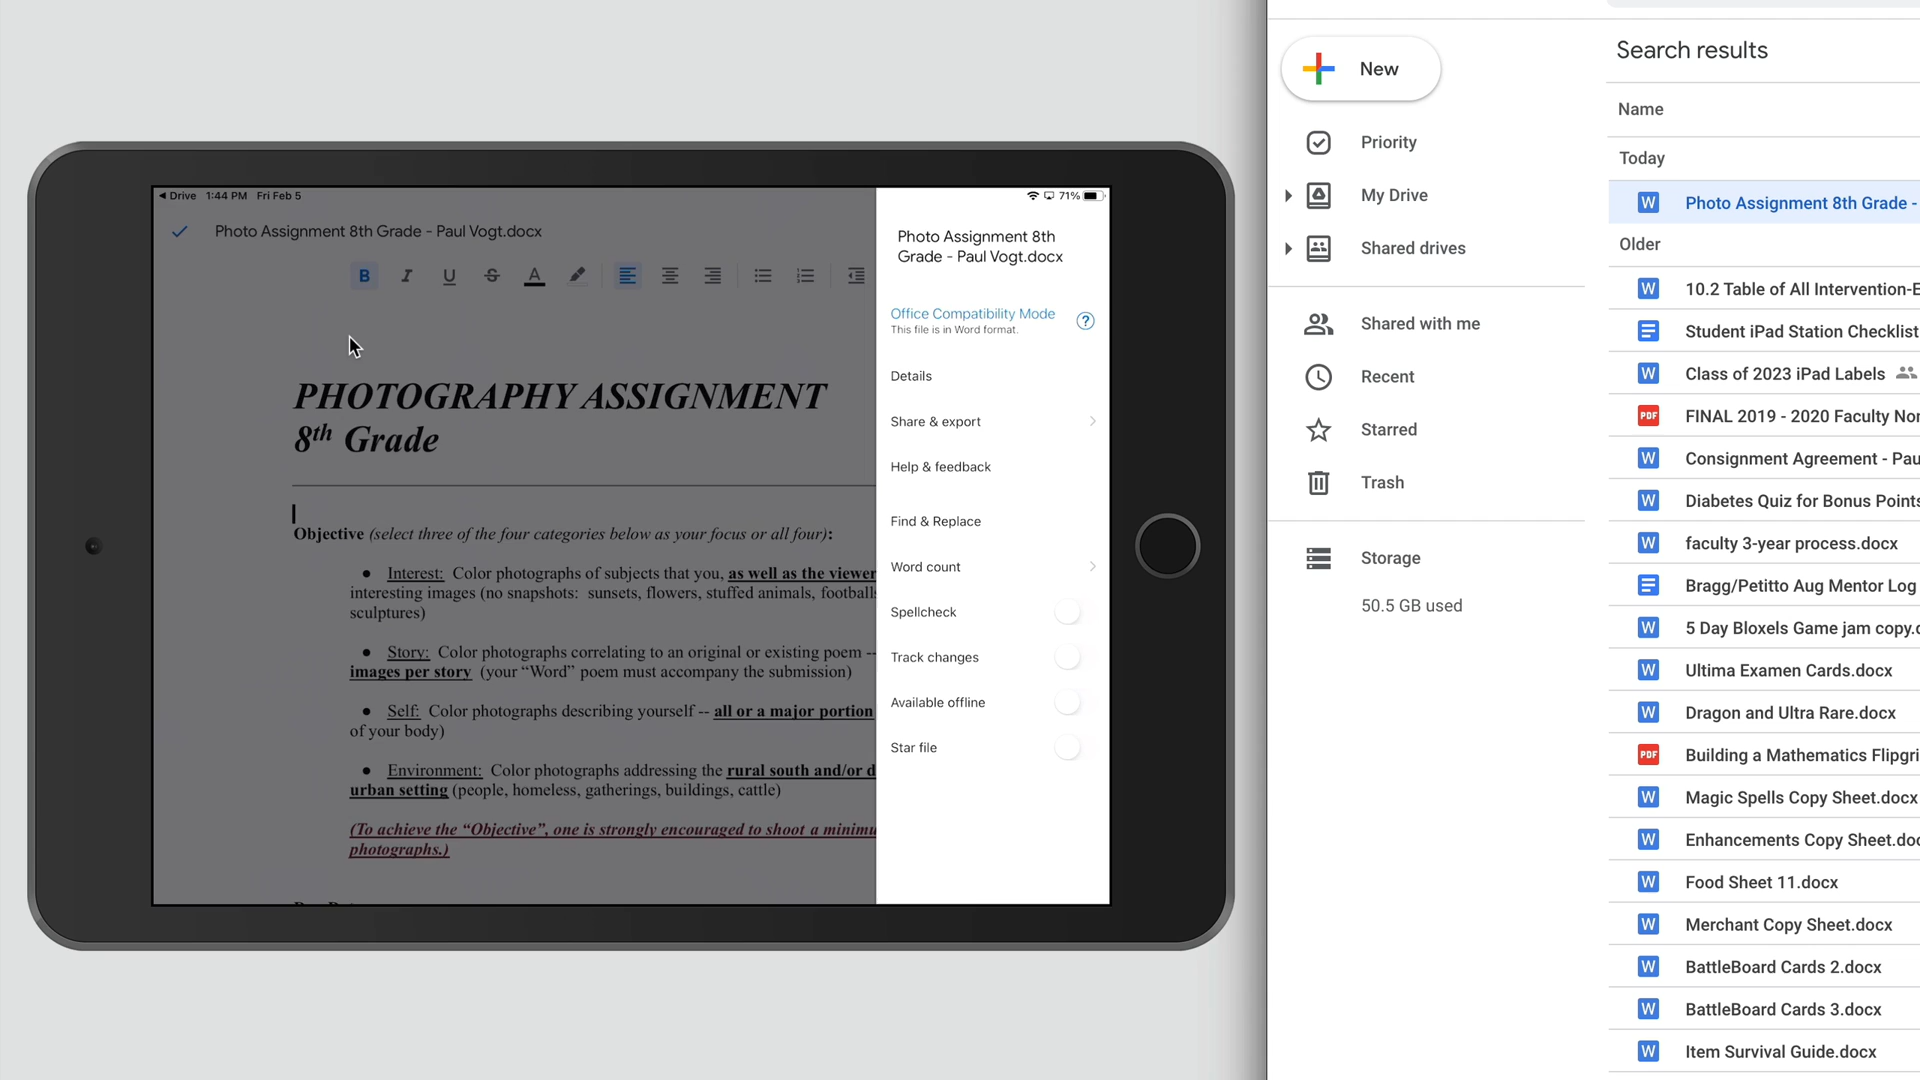 Drive 1:44 PM Fri Feb 5
71%
Photo Assignment 8th Grade - Paul Vogt.docx
B I U S A
PHOTOGRAPHY ASSIGNMENT
8th Grade
Objective (select three of the four categories below as your focus or all four):
● Interest: Color photographs of subjects that you, as well as the viewer
interesting images (no snapshots: sunsets, flowers, stuffed animals, football
sculptures)
● Story: Color photographs correlating to an original or existing poem --
images per story (your “Word” poem must accompany the submission)
● Self: Color photographs describing yourself -- all or a major portion
of your body)
● Environment: Color photographs addressing the rural south and/or d
urban setting (people, homeless, gatherings, buildings, cattle)
(To achieve the “Objective”, one is strongly encouraged to shoot a minimu
photographs.)
Photo Assignment 8th
Grade - Paul Vogt.docx
Office Compatibility Mode
This file is in Word format.
?
Details
Share & export
Help & feedback
Find & Replace
Word count
Spellcheck
Track changes
Available offline
Star file
New
Priority
My Drive
Shared drives
Shared with me
Recent
Starred
Trash
Storage
50.5 GB used
Search results
Name
Today
W Photo Assignment 8th Grade -
Older
W 10.2 Table of All Intervention-E
Student iPad Station Checklist
W Class of 2023 iPad Labels
PDF FINAL 2019 - 2020 Faculty Non
W Consignment Agreement - Pau
W Diabetes Quiz for Bonus Points
W faculty 3-year process.docx
Bragg/Petitto Aug Mentor Log
W 5 Day Bloxels Game jam copy.d
W Ultima Examen Cards.docx
W Dragon and Ultra Rare.docx
PDF Building a Mathematics Flipgri
W Magic Spells Copy Sheet.docx
W Enhancements Copy Sheet.doc
W Food Sheet 11.docx
W Merchant Copy Sheet.docx
W BattleBoard Cards 2.docx
W BattleBoard Cards 3.docx
W Item Survival Guide.docx